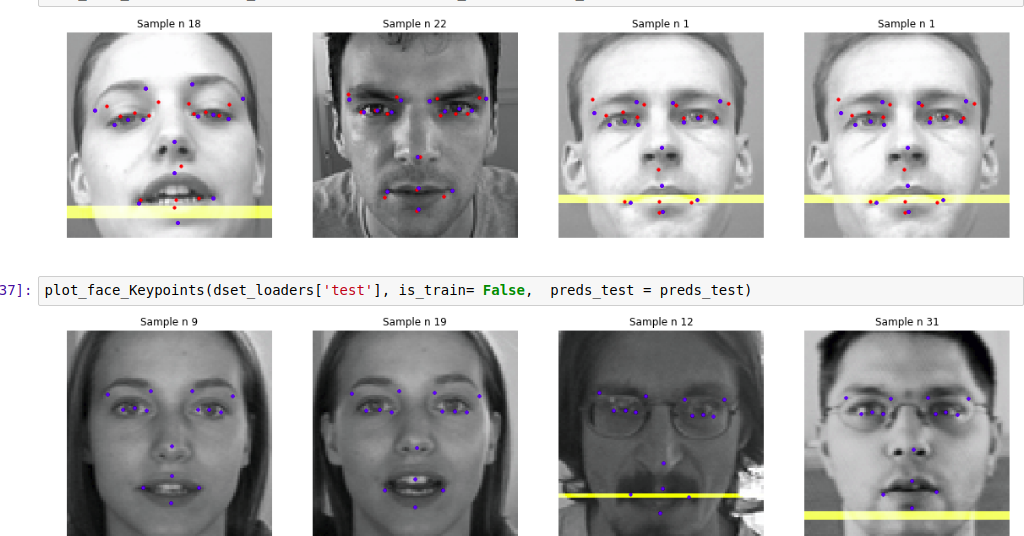 Sample n 18
Sample n 22
Sample n 1
Sample n 1
37]:
plot_face_Keypoints(dset_loaders['test'], is_train= False,  preds_test = preds_test)
Sample n 9
Sample n 19
Sample n 12
Sample n 31